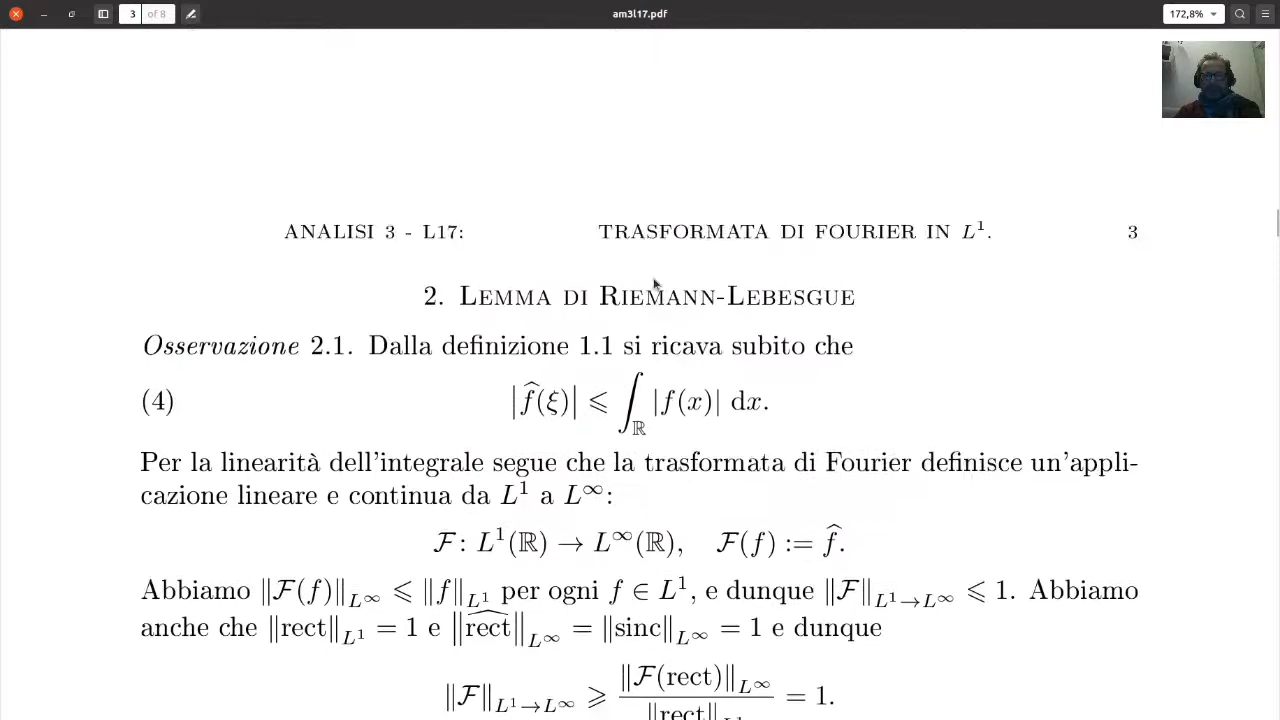 3 of 8
am3l17.pdf
172,8%
ANALISI 3 - L17: TRASFORMATA DI FOURIER IN L¹. 3
2. Lemma di Riemann-Lebesgue
Osservazione 2.1. Dalla definizione 1.1 si ricava subito che
(4) |f̂(ξ)| ⩽ ∫_ℝ |f(x)| dx.
Per la linearità dell'integrale segue che la trasformata di Fourier definisce un'appli-
cazione lineare e continua da L¹ a L^∞:
ℱ: L¹(ℝ) → L^∞(ℝ), ℱ(f) := f̂.
Abbiamo ‖ℱ(f)‖_{L^∞} ⩽ ‖f‖_{L¹} per ogni f ∈ L¹, e dunque ‖ℱ‖_{L¹→L^∞} ⩽ 1. Abbiamo
anche che ‖rect‖_{L¹} = 1 e ‖\widehat{rect}‖_{L^∞} = ‖sinc‖_{L^∞} = 1 e dunque
‖ℱ‖_{L¹→L^∞} ⩾ ‖ℱ(rect)‖_{L^∞} / ‖rect‖_{L¹} = 1.